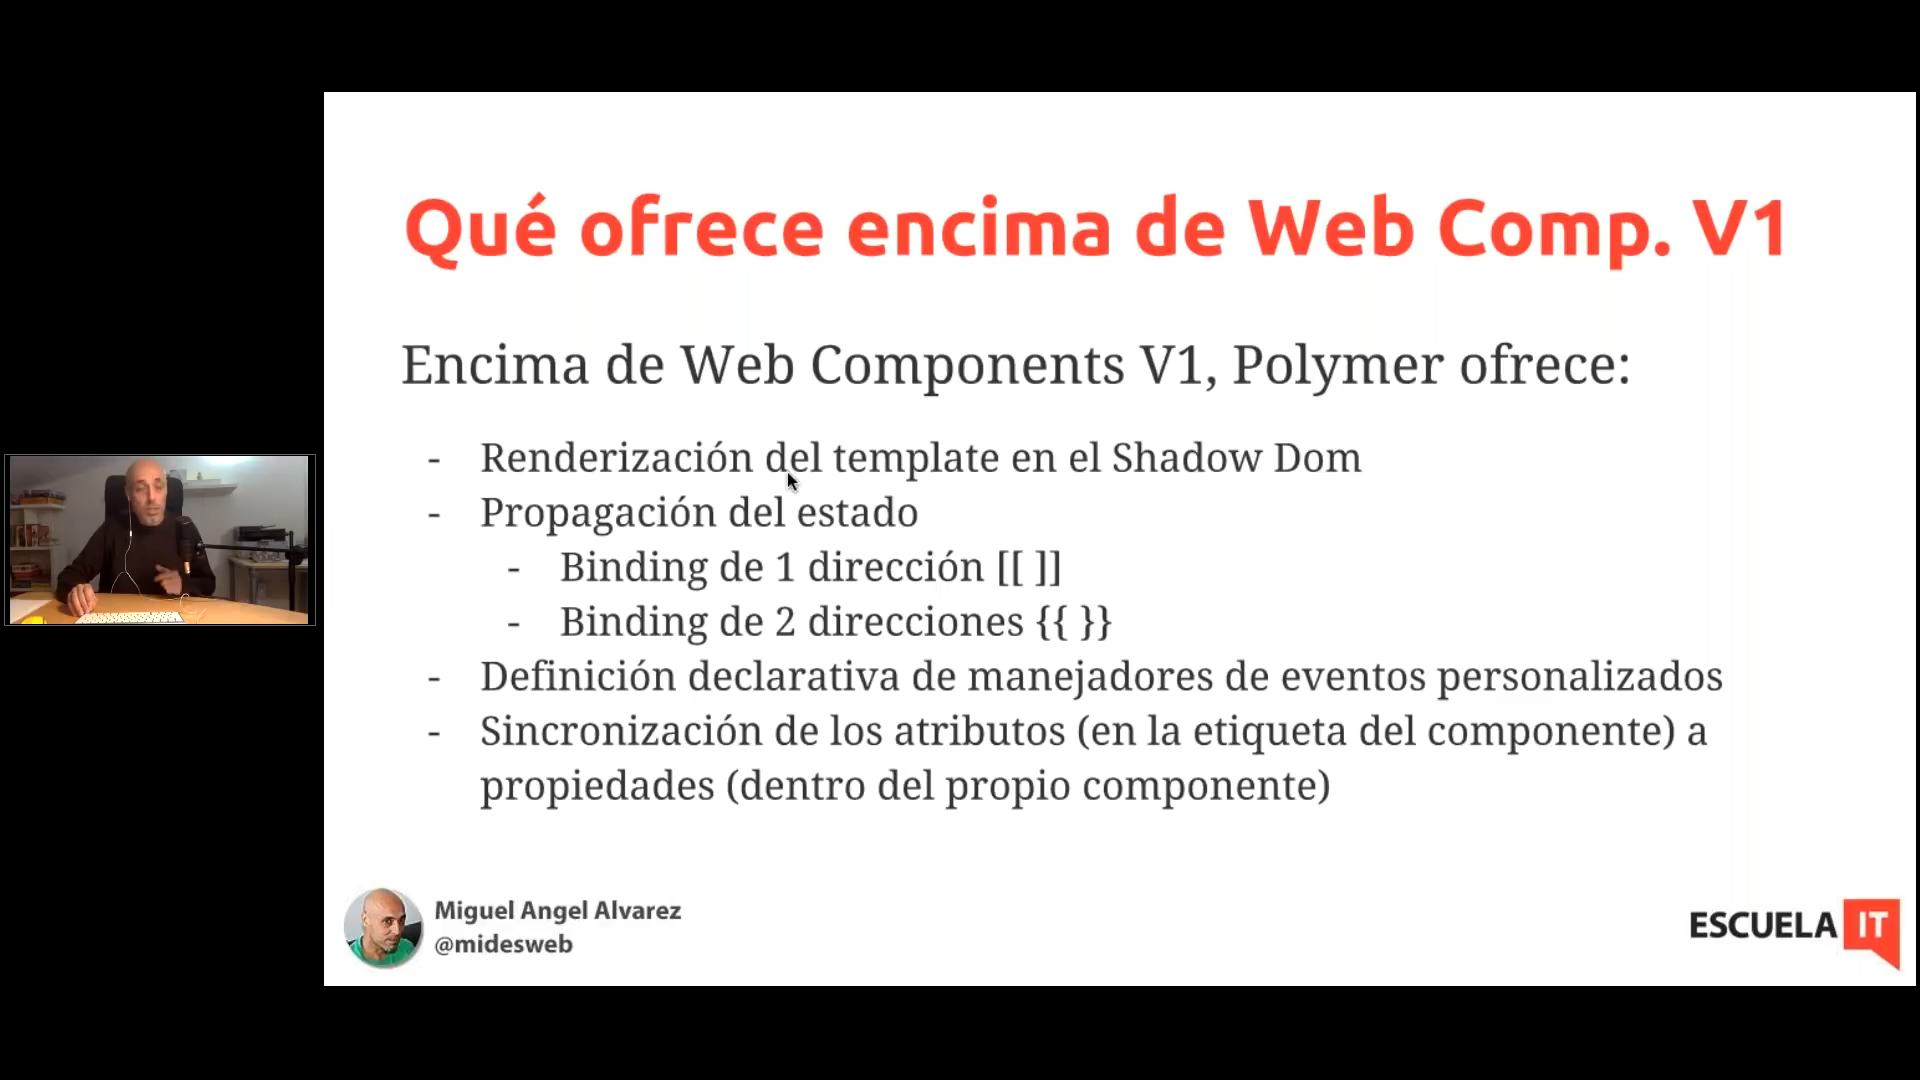 Qué ofrece encima de Web Comp. V1
Encima de Web Components V1, Polymer ofrece:
- Renderización del template en el Shadow Dom
- Propagación del estado
- Binding de 1 dirección [[ ]]
- Binding de 2 direcciones {{ }}
- Definición declarativa de manejadores de eventos personalizados
- Sincronización de los atributos (en la etiqueta del componente) a
propiedades (dentro del propio componente)
Miguel Angel Alvarez
@midesweb
ESCUELA IT